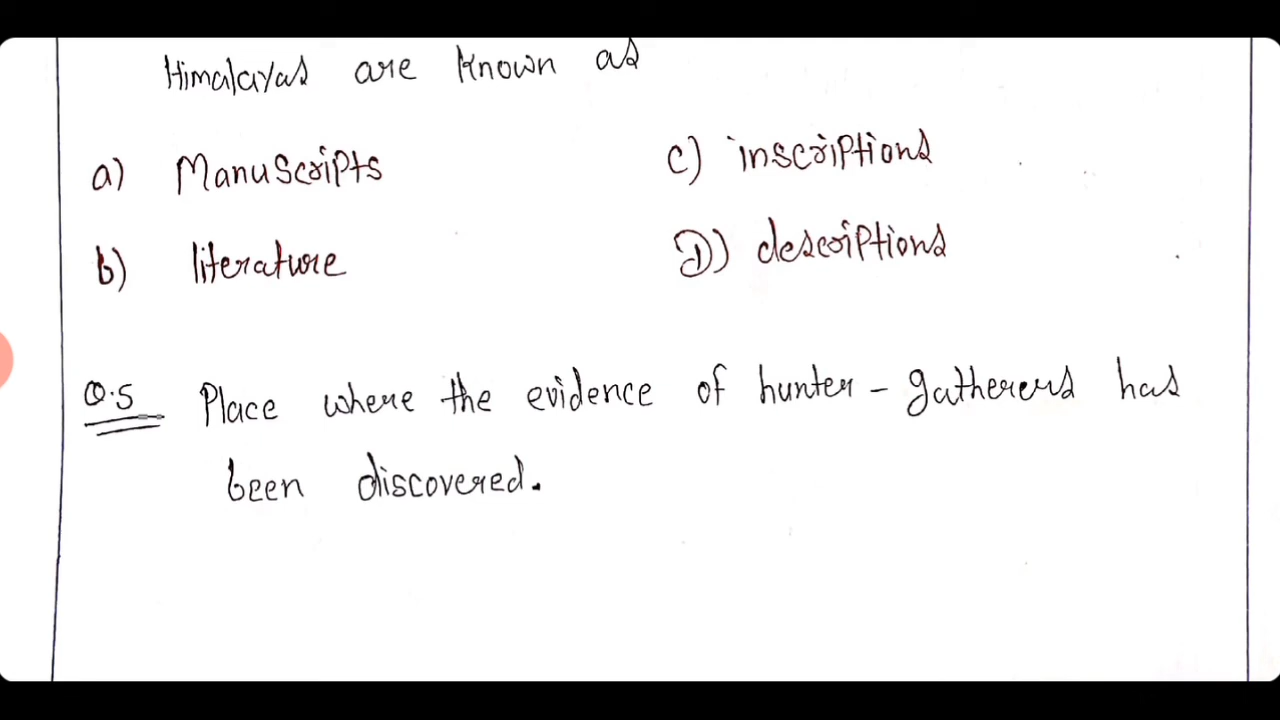 Himalayas are known as
a) Manuscripts
c) inscriptions
b) literature
D) descriptions
Q.5 Place where the evidence of hunter - gatherers has
been discovered.